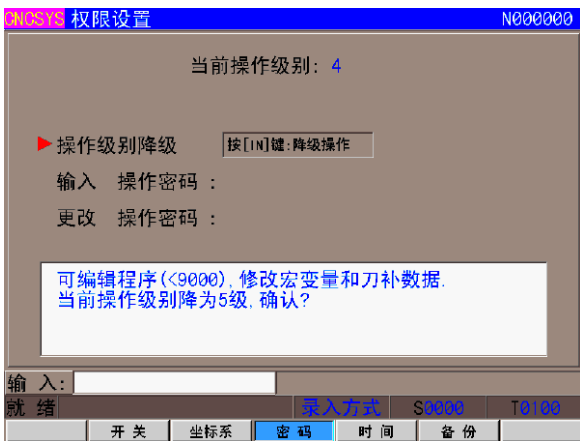 CNCSYS 权限设置 N000000
当前操作级别: 4
操作级别降级 按[IN]键:降级操作
输入 操作密码 :
更改 操作密码 :
可编辑程序(<9000),修改宏变量和刀补数据.
当前操作级别降为5级,确认?
输 入:
就 绪 录入方式 S0000 T0100
开 关 坐标系 密 码 时 间 备 份